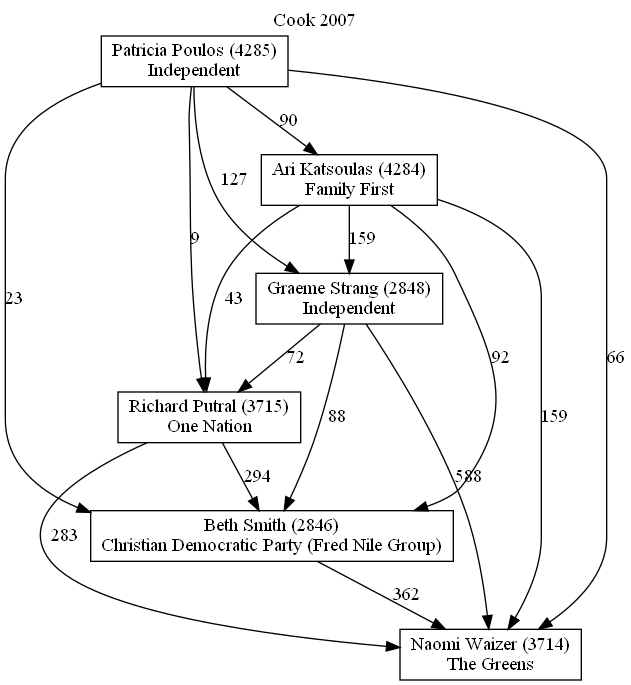 Cook 2007
Patricia Poulos (4285)
Independent
90
Ari Katsoulas (4284)
Family First
127
9
159
Graeme Strang (2848)
Independent
23
43
72
92
66
Richard Putral (3715)
One Nation
88
159
294
588
Beth Smith (2846)
Christian Democratic Party (Fred Nile Group)
283
362
Naomi Waizer (3714)
The Greens